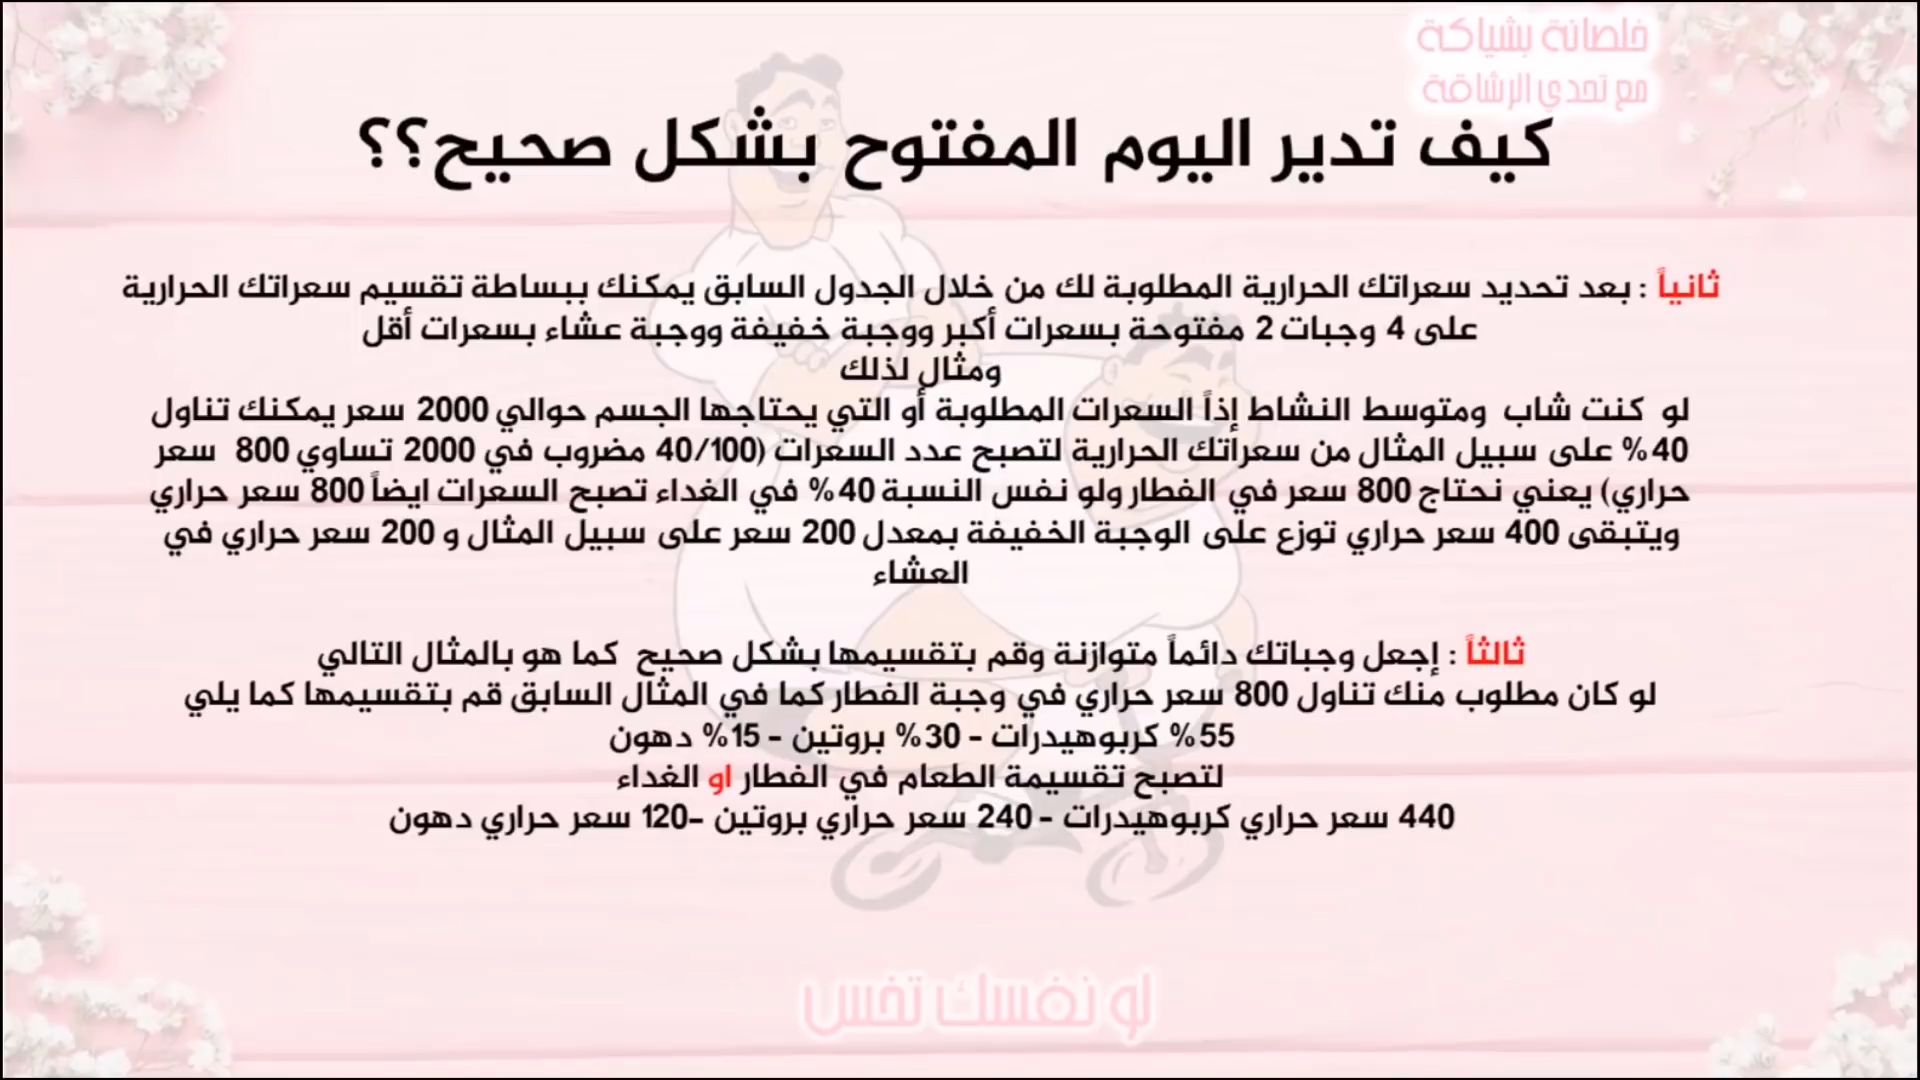 خلصانة بشياكة
مع تحدي الرشاقة
كيف تدير اليوم المفتوح بشكل صحيح؟؟
ثانياً : بعد تحديد سعراتك الحرارية المطلوبة لك من خلال الجدول السابق يمكنك ببساطة تقسيم سعراتك الحرارية
على 4 وجبات 2 مفتوحة بسعرات أكبر ووجبة خفيفة ووجبة عشاء بسعرات أقل
ومثال لذلك
لو كنت شاب ومتوسط النشاط إذاً السعرات المطلوبة أو التي يحتاجها الجسم حوالي 2000 سعر يمكنك تناول
40% على سبيل المثال من سعراتك الحرارية لتصبح عدد السعرات (40/100 مضروب في 2000 تساوي 800 سعر
حراري) يعني نحتاج 800 سعر في الفطار ولو نفس النسبة 40% في الغداء تصبح السعرات ايضاً 800 سعر حراري
ويتبقى 400 سعر حراري توزع على الوجبة الخفيفة بمعدل 200 سعر على سبيل المثال و 200 سعر حراري في
العشاء
ثالثاً : إجعل وجباتك دائماً متوازنة وقم بتقسيمها بشكل صحيح كما هو بالمثال التالي
لو كان مطلوب منك تناول 800 سعر حراري في وجبة الفطار كما في المثال السابق قم بتقسيمها كما يلي
55% كربوهيدرات - 30% بروتين - 15% دهون
لتصبح تقسيمة الطعام في الفطار او الغداء
440 سعر حراري كربوهيدرات - 240 سعر حراري بروتين -120 سعر حراري دهون
لو نفسك تخس